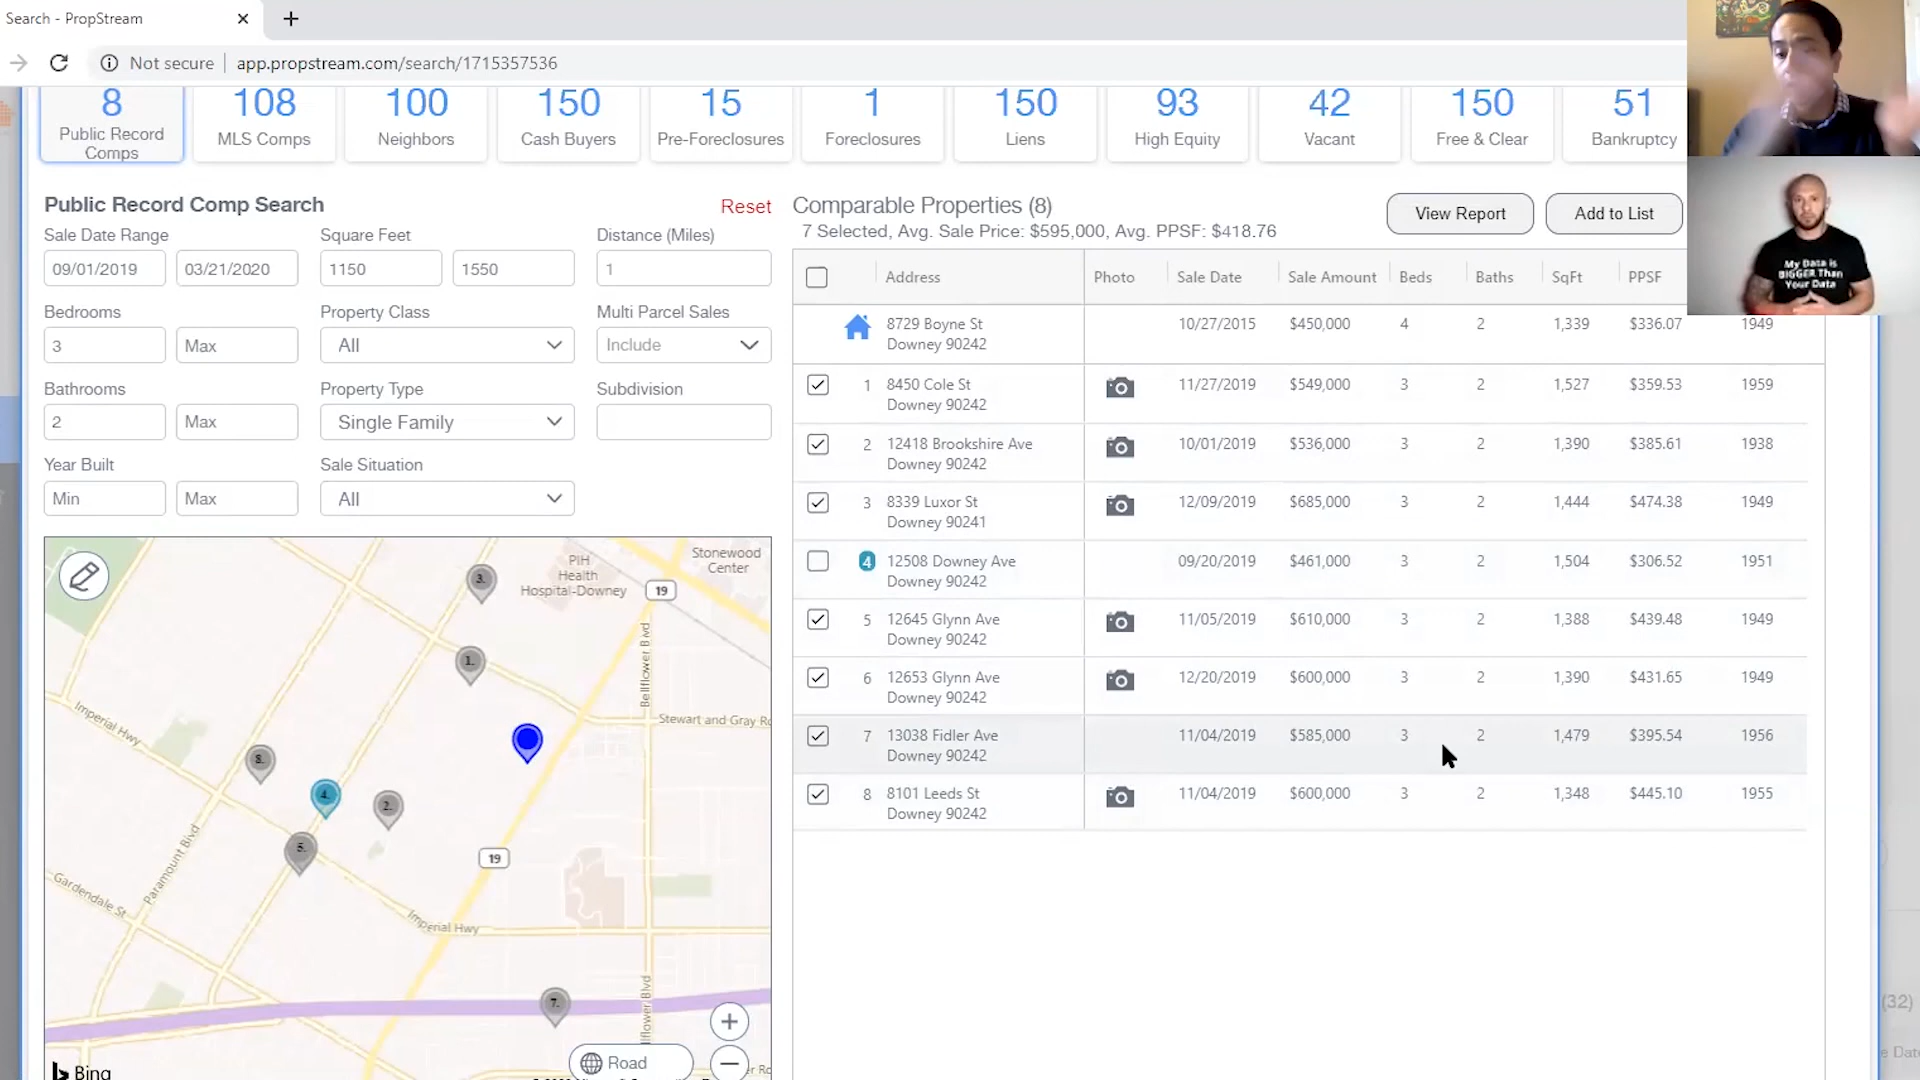 Search - PropStream
Not secure
app.propstream.com/search/1715357536
8
Public Record
Comps
108
MLS Comps
100
Neighbors
150
Cash Buyers
15
Pre-Foreclosures
1
Foreclosures
150
Liens
93
High Equity
42
Vacant
150
Free & Clear
51
Bankruptcy
My Data is
BIGGER Than
Your Data
Public Record Comp Search
Reset
Sale Date Range
Square Feet
Distance (Miles)
09/01/2019
03/21/2020
1150
1550
1
Bedrooms
Property Class
Multi Parcel Sales
3
Max
All
Include
Bathrooms
Property Type
Subdivision
2
Max
Single Family
Year Built
Sale Situation
Min
Max
All
Comparable Properties (8)
7 Selected, Avg. Sale Price: $595,000, Avg. PPSF: $418.76
View Report
Add to List
Address Photo Sale Date Sale Amount Beds Baths SqFt PPSF
8729 Boyne St 10/27/2015 $450,000 4 2 1,339 $336.07 1949
Downey 90242
1 8450 Cole St 11/27/2019 $549,000 3 2 1,527 $359.53 1959
Downey 90242
2 12418 Brookshire Ave 10/01/2019 $536,000 3 2 1,390 $385.61 1938
Downey 90242
3 8339 Luxor St 12/09/2019 $685,000 3 2 1,444 $474.38 1949
Downey 90241
4 12508 Downey Ave 09/20/2019 $461,000 3 2 1,504 $306.52 1951
Downey 90242
5 12645 Glynn Ave 11/05/2019 $610,000 3 2 1,388 $439.48 1949
Downey 90242
6 12653 Glynn Ave 12/20/2019 $600,000 3 2 1,390 $431.65 1949
Downey 90242
7 13038 Fidler Ave 11/04/2019 $585,000 3 2 1,479 $395.54 1956
Downey 90242
8 8101 Leeds St 11/04/2019 $600,000 3 2 1,348 $445.10 1955
Downey 90242
PIH
Health
Hospital-Downey
Stonewood
Center
19
3.
1.
Bellflower Blvd
Stewart and Gray
Imperial Hwy
8.
4.
2.
5.
19
Paramount Blvd
Gardendale St
Imperial Hwy
7.
Blvd
Road
Bing
(32)